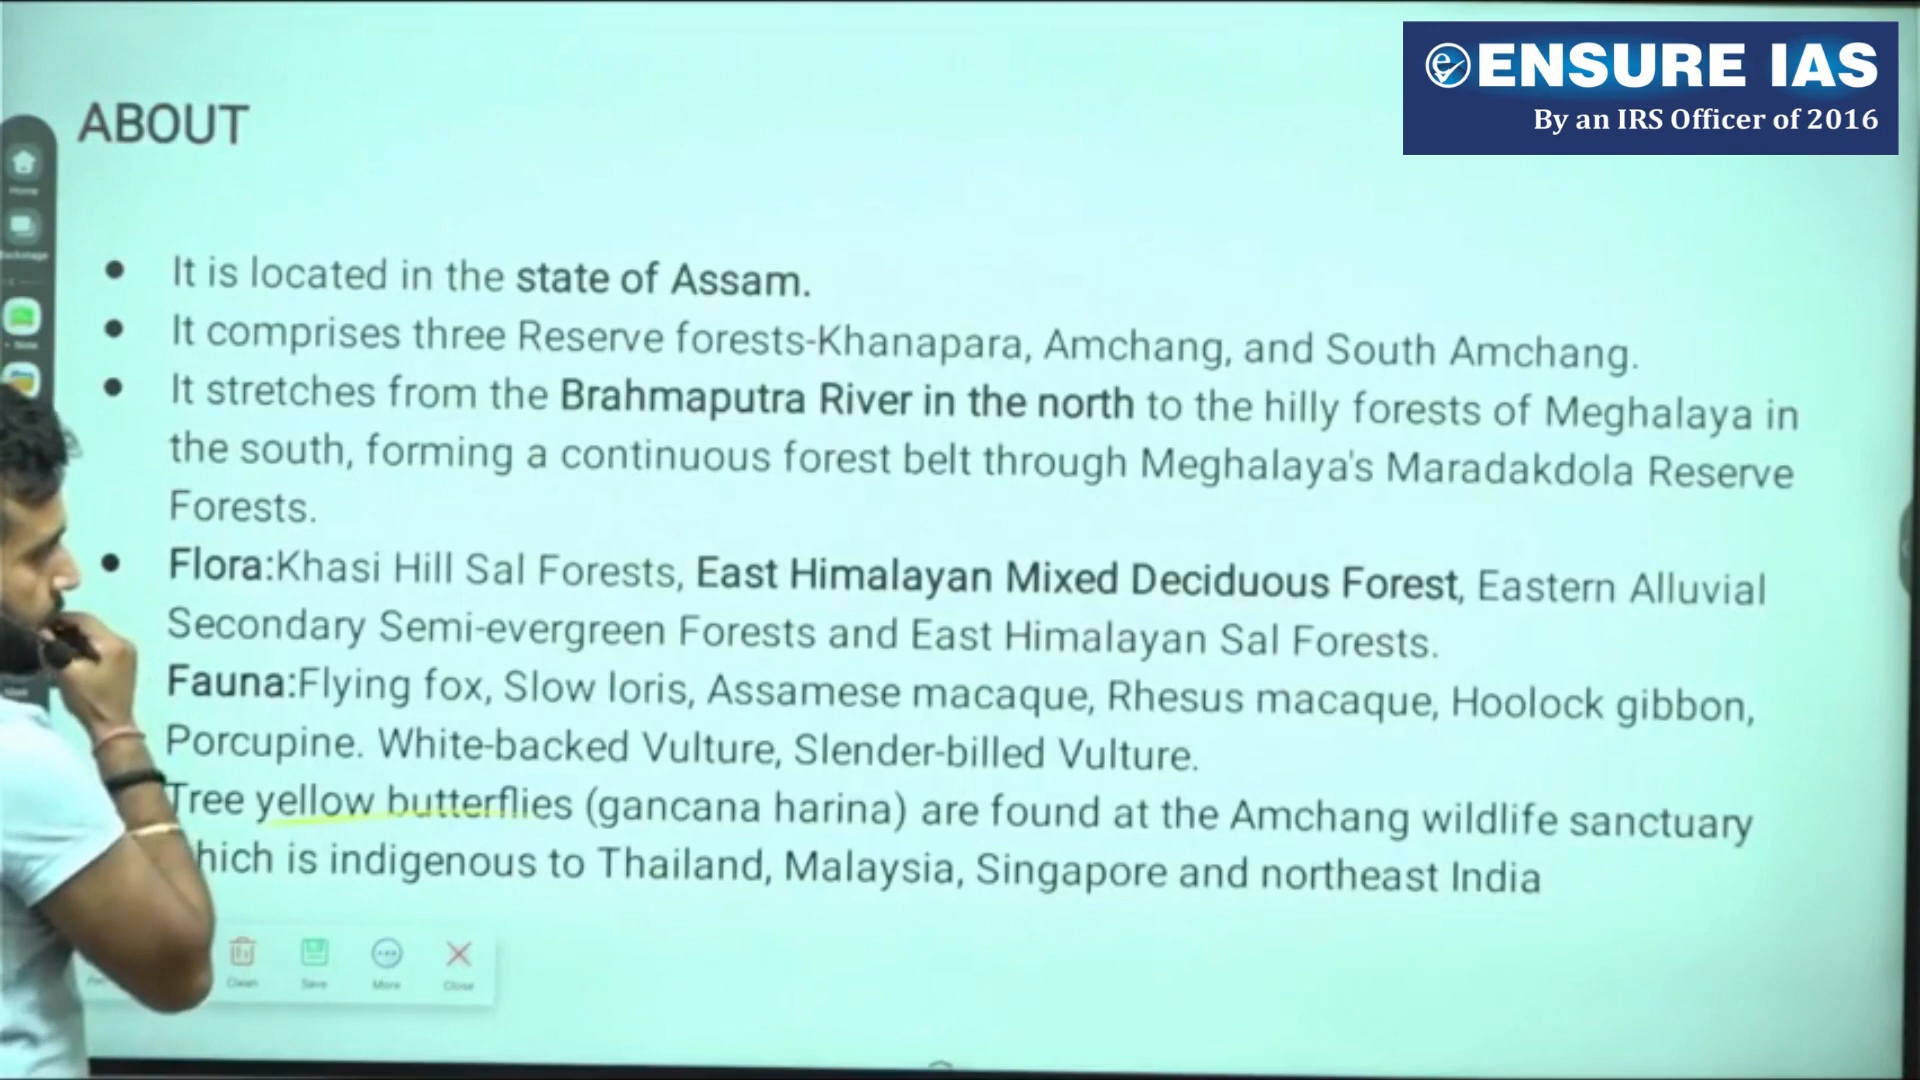 ENSURE IAS
By an IRS Officer of 2016
ABOUT
Home
It is located in the state of Assam.
It comprises three Reserve forests-Khanapara, Amchang, and South Amchang.
It stretches from the Brahmaputra River in the north to the hilly forests of Meghalaya in
the south, forming a continuous forest belt through Meghalaya's Maradakdola Reserve
Forests.
Flora:Khasi Hill Sal Forests, East Himalayan Mixed Deciduous Forest, Eastern Alluvial
Secondary Semi-evergreen Forests and East Himalayan Sal Forests.
Fauna:Flying fox, Slow loris, Assamese macaque, Rhesus macaque, Hoolock gibbon,
Porcupine. White-backed Vulture, Slender-billed Vulture.
Tree yellow butterflies (gancana harina) are found at the Amchang wildlife sanctuary
hich is indigenous to Thailand, Malaysia, Singapore and northeast India
Clean Save More Close